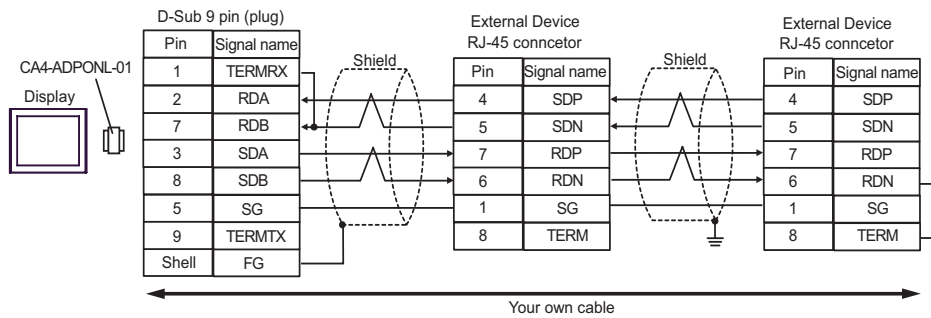 D-Sub 9 pin (plug)
Pin Signal name
1 TERMRX
2 RDA
7 RDB
3 SDA
8 SDB
5 SG
9 TERMTX
Shell FG
CA4-ADPONL-01
Display
Shield
External Device
RJ-45 conncetor
Pin Signal name
4 SDP
5 SDN
7 RDP
6 RDN
1 SG
8 TERM
Shield
External Device
RJ-45 conncetor
Pin Signal name
4 SDP
5 SDN
7 RDP
6 RDN
1 SG
8 TERM
Your own cable